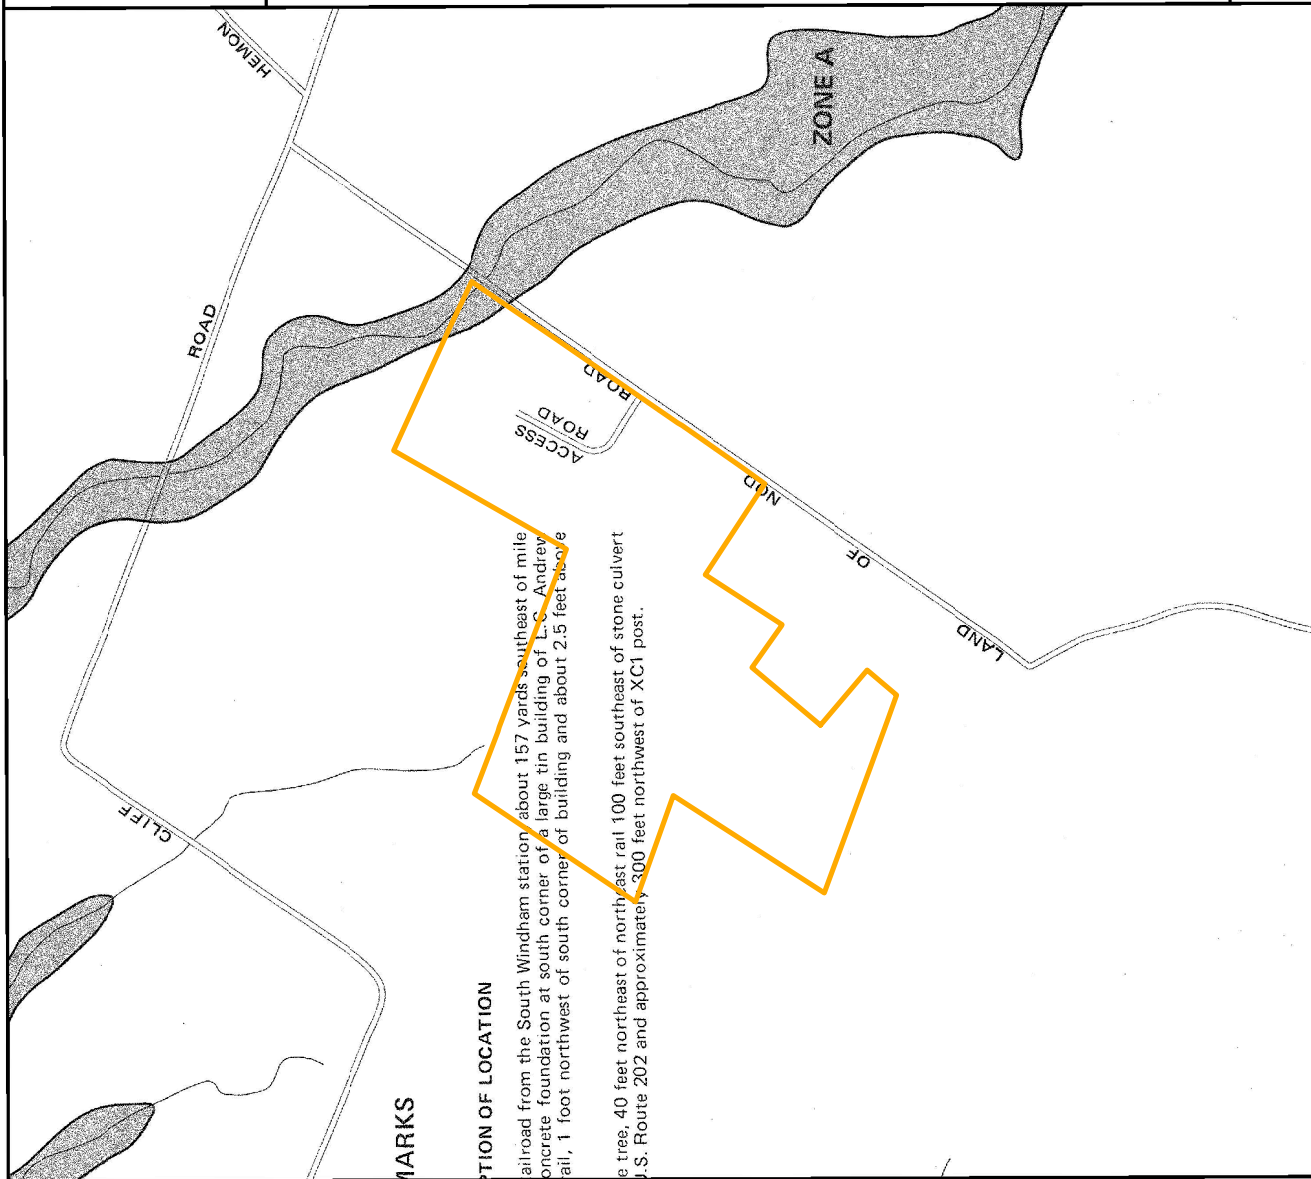 HEMON
ZONE A
ROAD
ROAD
ACCESS
ROAD
NOD
OF
LAND
CLIFF
MARKS
PTION OF LOCATION
ailroad from the South Windham station, about 157 yards southeast of mile
oncrete foundation at south corner of a large tin building of L.C. Andrew
ail, 1 foot northwest of south corner of building and about 2.5 feet above
e tree, 40 feet northeast of northeast rail 100 feet southeast of stone culvert
U.S. Route 202 and approximately 300 feet northwest of XC1 post.